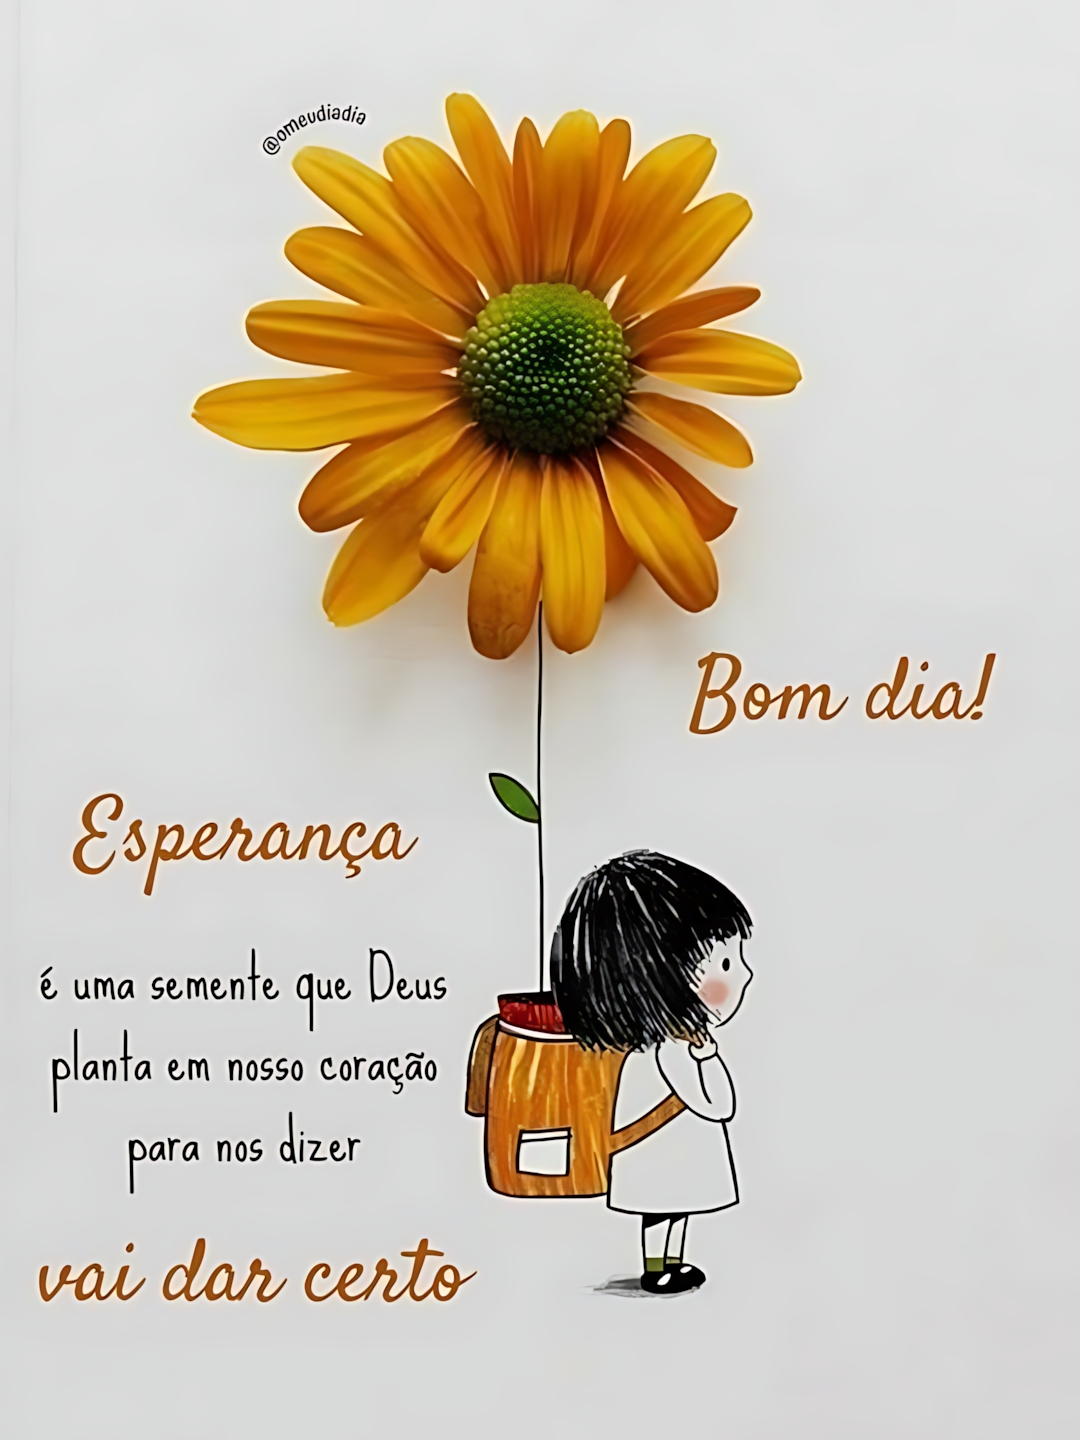 @omeudiadia
Bom dia!
Esperança
é uma semente que Deus
planta em nosso coração
para nos dizer
vai dar certo